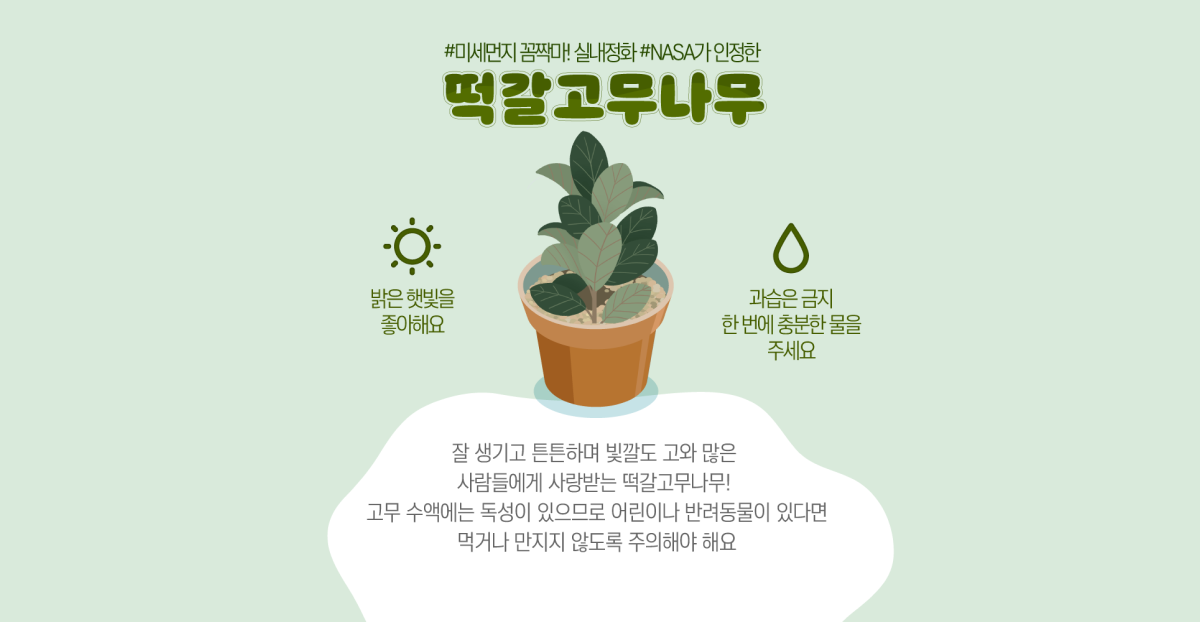 #미세먼지 꼼짝마! 실내정화 #NASA가 인정한
떡갈고무나무
밝은 햇빛을
좋아해요
과습은 금지
한 번에 충분한 물을
주세요
잘 생기고 튼튼하며 빛깔도 고와 많은
사람들에게 사랑받는 떡갈고무나무!
고무 수액에는 독성이 있으므로 어린이나 반려동물이 있다면
먹거나 만지지 않도록 주의해야 해요